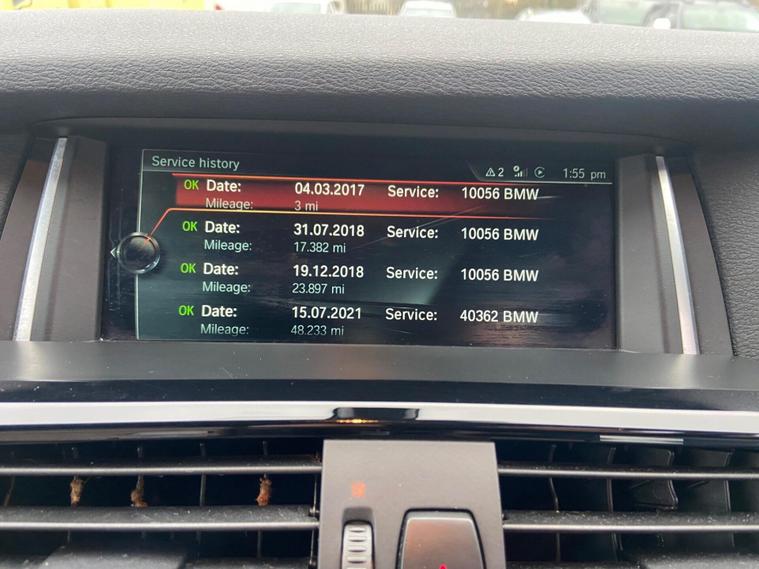 Service history
2
1:55 pm
OK Date: 04.03.2017 Service: 10056 BMW
Mileage: 3 mi
OK Date: 31.07.2018 Service: 10056 BMW
Mileage: 17.382 mi
OK Date: 19.12.2018 Service: 10056 BMW
Mileage: 23.897 mi
OK Date: 15.07.2021 Service: 40362 BMW
Mileage: 48.233 mi